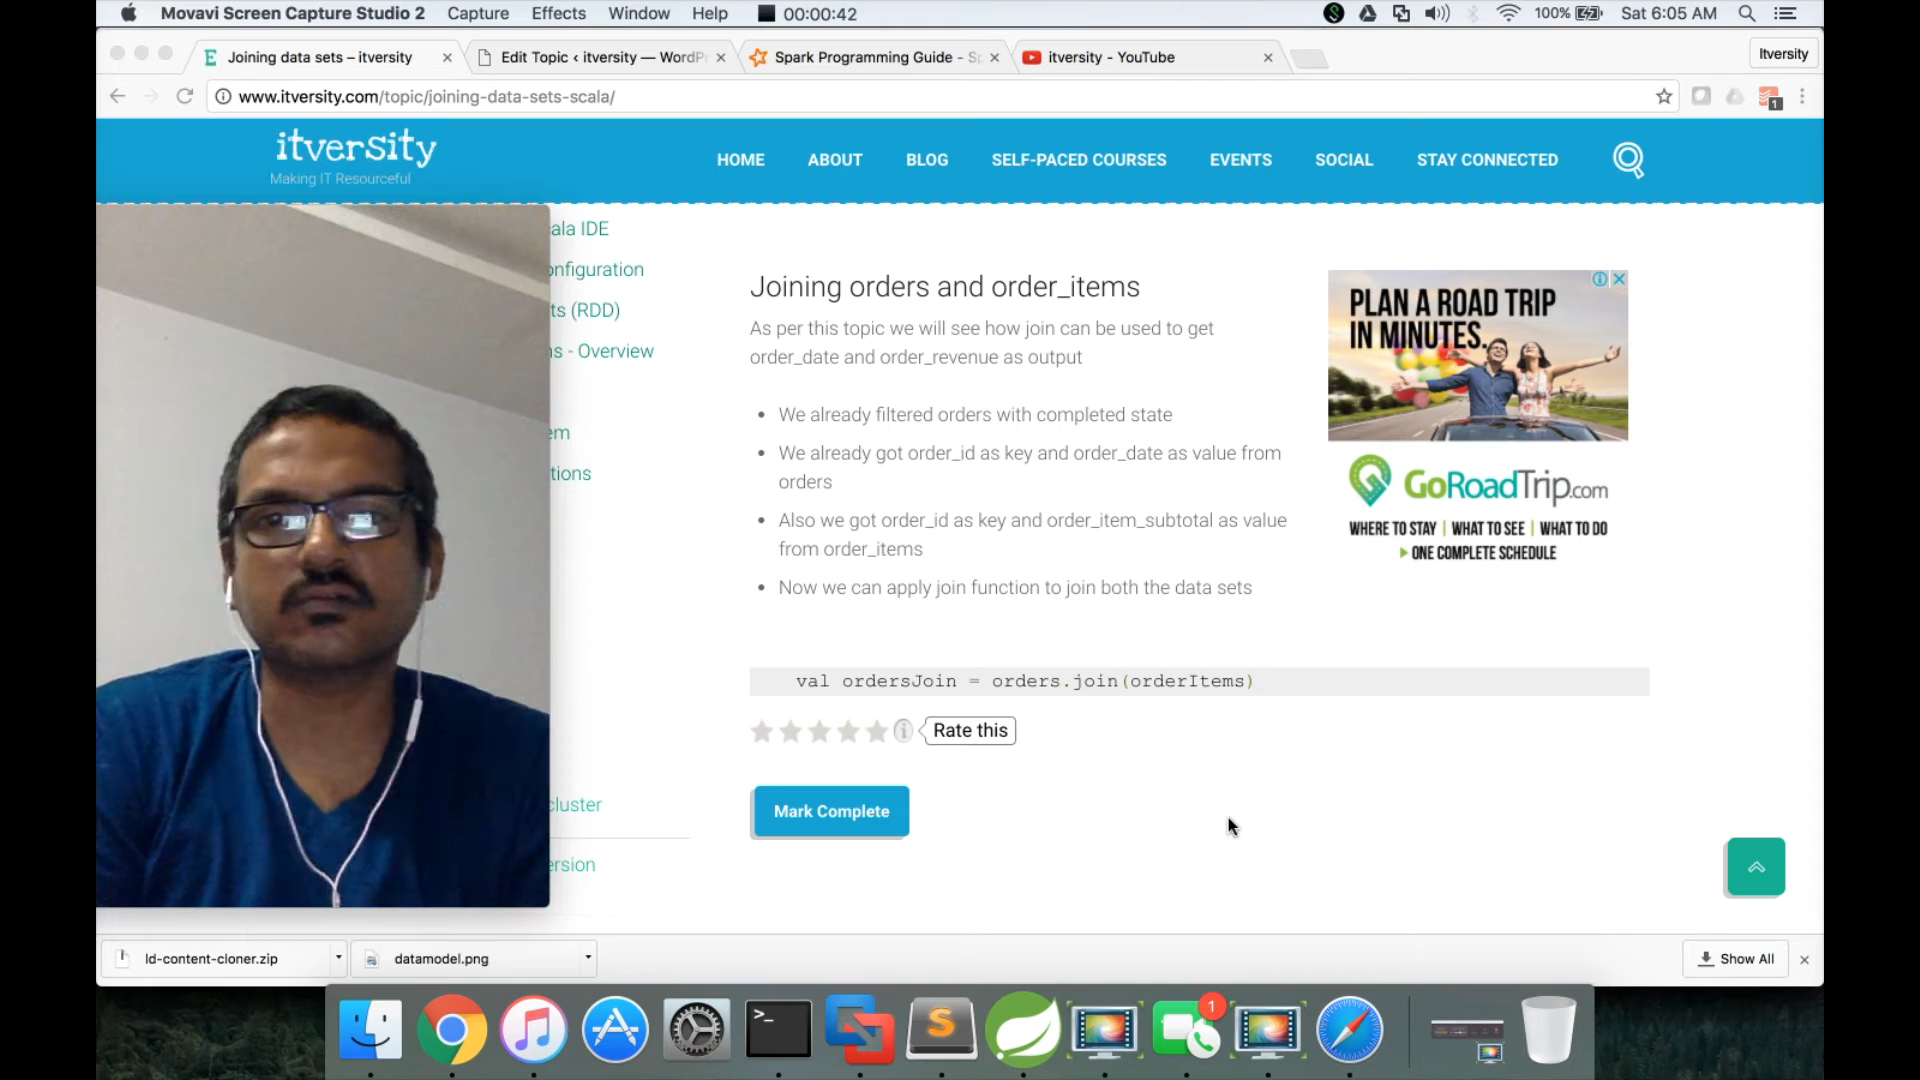 Movavi Screen Capture Studio 2 Capture Effects Window Help 00:00:42 100% Sat 6:05 AM
Joining data sets – itversity
Edit Topic ‹ itversity — WordPr
Spark Programming Guide - Sp
itversity - YouTube
Itversity
www.itversity.com/topic/joining-data-sets-scala/
1
itversity
Making IT Resourceful
HOME ABOUT BLOG SELF-PACED COURSES EVENTS SOCIAL STAY CONNECTED
ala IDE
onfiguration
ts (RDD)
ns - Overview
em
tions
cluster
ersion
Joining orders and order_items
As per this topic we will see how join can be used to get
order_date and order_revenue as output
• We already filtered orders with completed state
• We already got order_id as key and order_date as value from
orders
• Also we got order_id as key and order_item_subtotal as value
from order_items
• Now we can apply join function to join both the data sets
val ordersJoin = orders.join(orderItems)
Rate this
Mark Complete
PLAN A ROAD TRIP
IN MINUTES.
GoRoadTrip.com
WHERE TO STAY | WHAT TO SEE | WHAT TO DO
ONE COMPLETE SCHEDULE
ld-content-cloner.zip
datamodel.png
Show All
>_
S
1